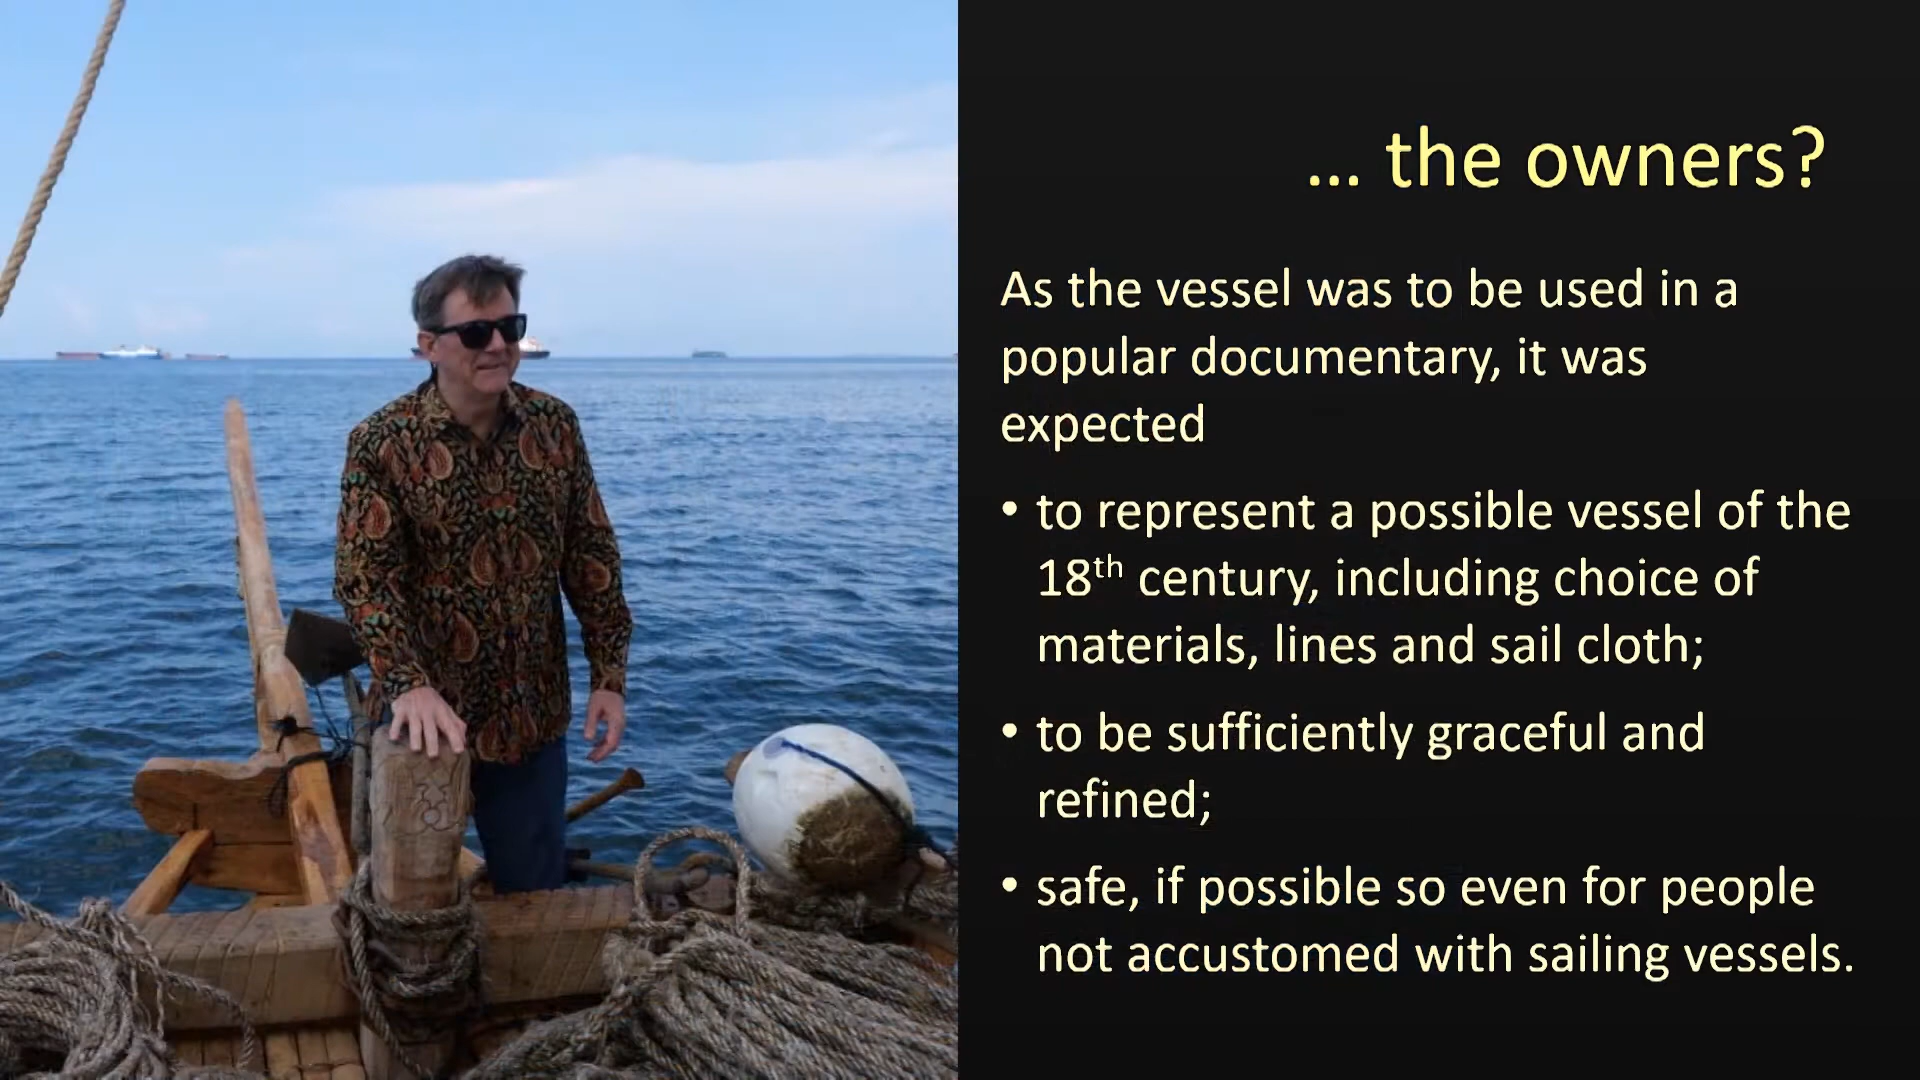 ... the owners?
As the vessel was to be used in a
popular documentary, it was
expected
• to represent a possible vessel of the
18th century, including choice of
materials, lines and sail cloth;
• to be sufficiently graceful and
refined;
• safe, if possible so even for people
not accustomed with sailing vessels.